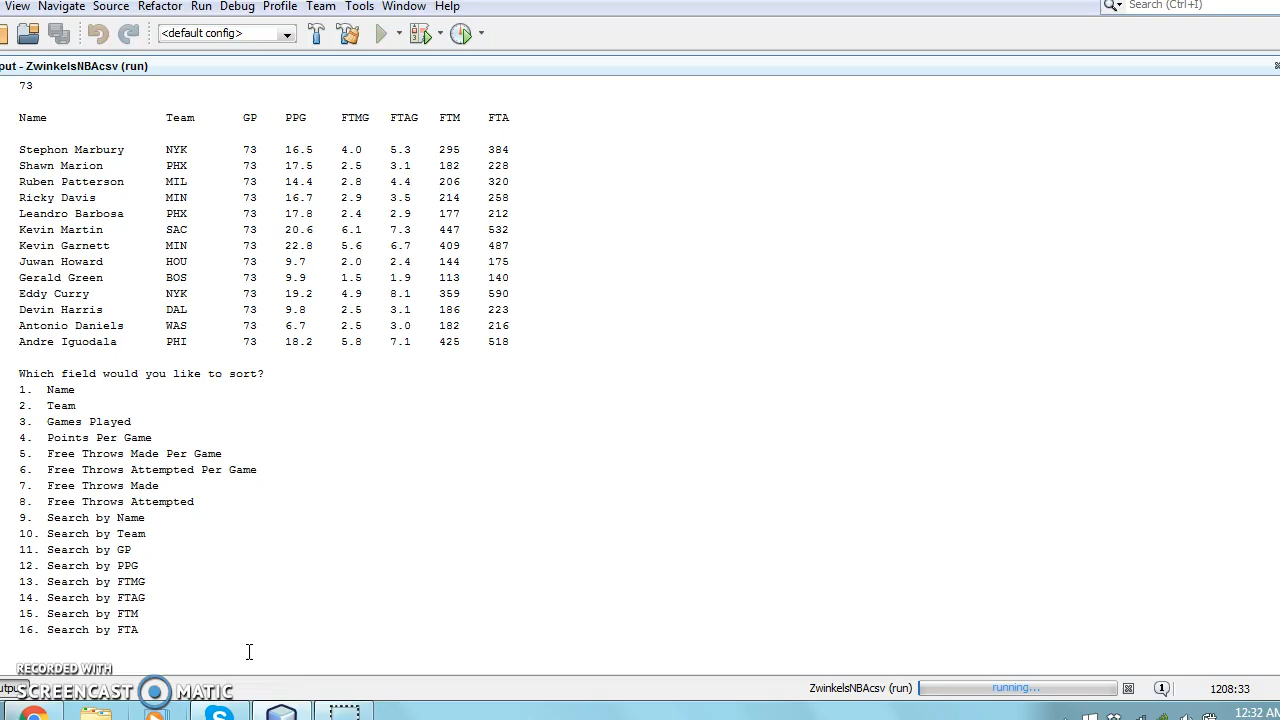 View Navigate Source Refactor Run Debug Profile Team Tools Window Help
Search (Ctrl+I)
<default config>
put - ZwinkelsNBAcsv (run)
73
Name Team GP PPG FTMG FTAG FTM FTA
Stephon Marbury NYK 73 16.5 4.0 5.3 295 384
Shawn Marion PHX 73 17.5 2.5 3.1 182 228
Ruben Patterson MIL 73 14.4 2.8 4.4 206 320
Ricky Davis MIN 73 16.7 2.9 3.5 214 258
Leandro Barbosa PHX 73 17.8 2.4 2.9 177 212
Kevin Martin SAC 73 20.6 6.1 7.3 447 532
Kevin Garnett MIN 73 22.8 5.6 6.7 409 487
Juwan Howard HOU 73 9.7 2.0 2.4 144 175
Gerald Green BOS 73 9.9 1.5 1.9 113 140
Eddy Curry NYK 73 19.2 4.9 8.1 359 590
Devin Harris DAL 73 9.8 2.5 3.1 186 223
Antonio Daniels WAS 73 6.7 2.5 3.0 182 216
Andre Iguodala PHI 73 18.2 5.8 7.1 425 518
Which field would you like to sort?
1. Name
2. Team
3. Games Played
4. Points Per Game
5. Free Throws Made Per Game
6. Free Throws Attempted Per Game
7. Free Throws Made
8. Free Throws Attempted
9. Search by Name
10. Search by Team
11. Search by GP
12. Search by PPG
13. Search by FTMG
14. Search by FTAG
15. Search by FTM
16. Search by FTA
RECORDED WITH
SCREENCAST MATIC
ZwinkelsNBAcsv (run) running... 1 1208:33
12:32 AM